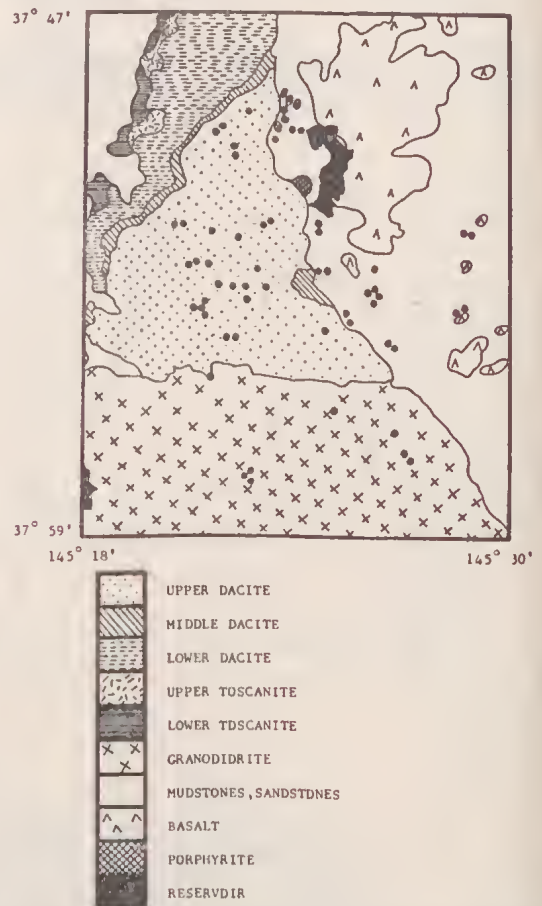 37° 47'
37° 59'
145° 18'
145° 30'
UPPER DACITE
MIDDLE DACITE
LOWER DACITE
UPPER TOSCANITE
LOWER TDSCANITE
GRANODIDRITE
MUDSTONES, SANDSTDNES
BASALT
PORPHYRITE
RESERVDIR